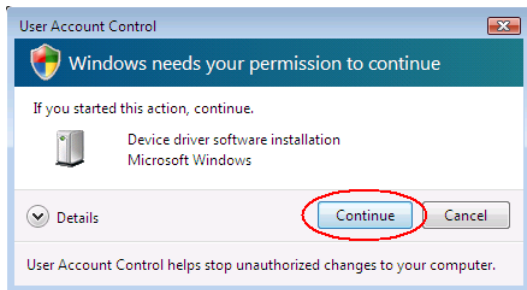 User Account Control
Windows needs your permission to continue
If you started this action, continue.
Device driver software installation
Microsoft Windows
Details
Continue
Cancel
User Account Control helps stop unauthorized changes to your computer.